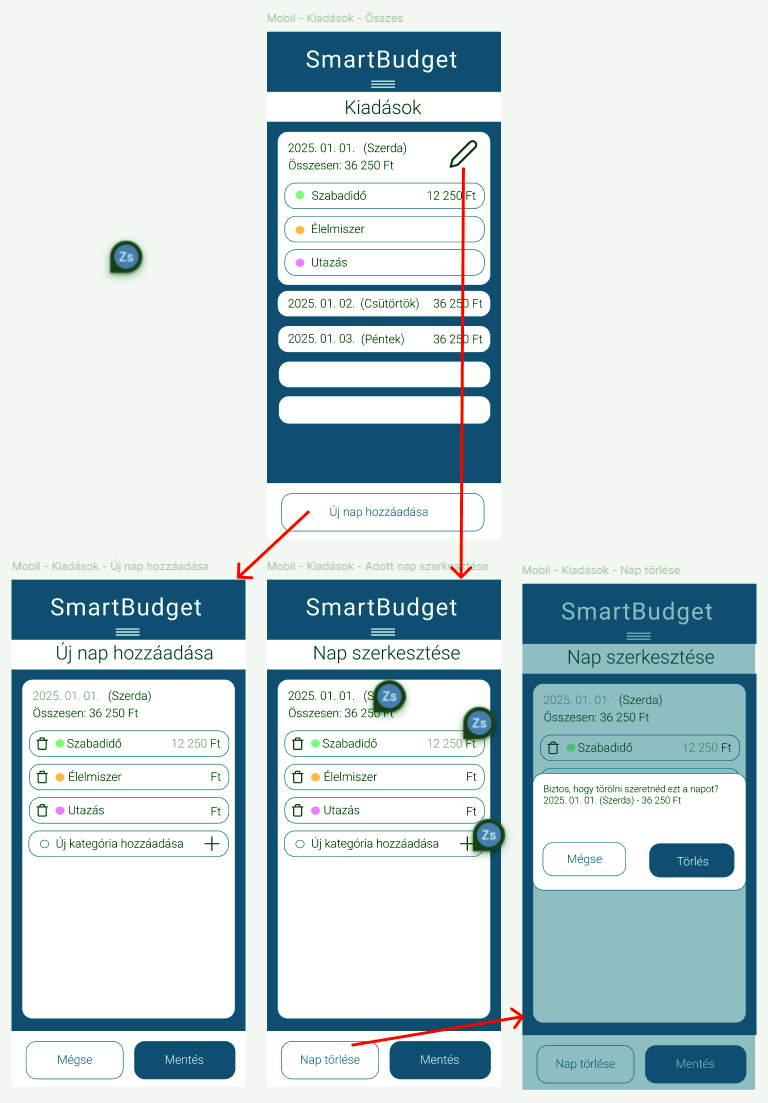 Mobil - Kiadások - Összes
SmartBudget
Kiadások
2025. 01. 01. (Szerda)
Összesen: 36 250 Ft
Szabadidő 12 250 Ft
Élelmiszer
Utazás
2025. 01. 02. (Csütörtök) 36 250 Ft
2025. 01. 03. (Péntek) 36 250 Ft
Új nap hozzáadása
Zs
Mobil - Kiadások - Új nap hozzáadása
SmartBudget
Új nap hozzáadása
2025. 01. 01. (Szerda)
Összesen: 36 250 Ft
Szabadidő 12 250 Ft
Élelmiszer Ft
Utazás Ft
Új kategória hozzáadása
Mégse Mentés
Mobil - Kiadások - Adott nap szerkesztése
SmartBudget
Nap szerkesztése
2025. 01. 01. (S
Zs
Összesen: 36 250 Ft
Zs
Szabadidő 12 250 Ft
Élelmiszer Ft
Utazás Ft
Új kategória hozzáadása
Zs
Nap törlése Mentés
Mobil - Kiadások - Nap törlése
SmartBudget
Nap szerkesztése
2025. 01. 01. (Szerda)
Összesen: 36 250 Ft
Szabadidő 12 250 Ft
Biztos, hogy törölni szeretnéd ezt a napot?
2025. 01. 01. (Szerda) - 36 250 Ft
Mégse Törlés
Nap törlése Mentés